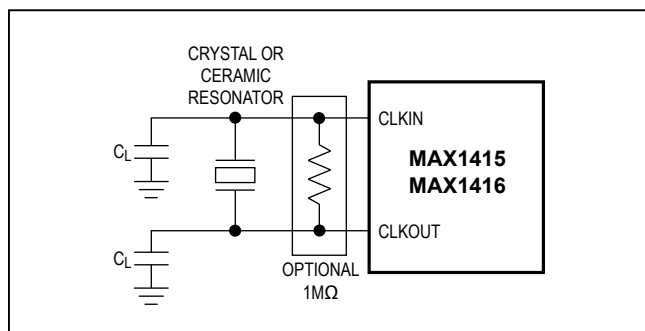 CRYSTAL OR
CERAMIC
RESONATOR
CLKIN
CL
MAX1415
MAX1416
CLKOUT
CL
OPTIONAL
1MΩ